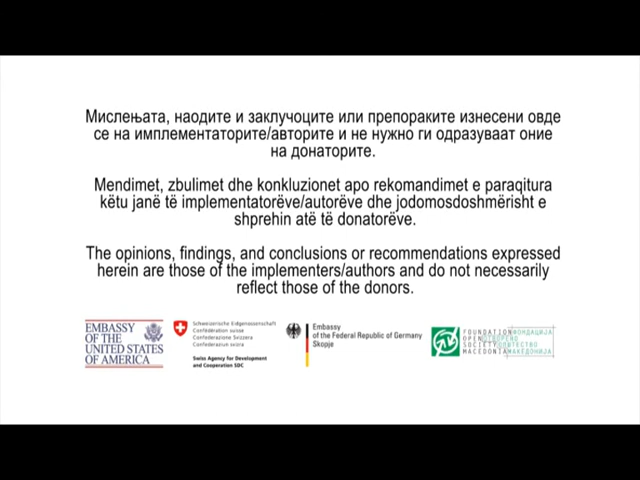 Мислењата, наодите и заклучоците или препораките изнесени овде
се на имплементаторите/авторите и не нужно ги одразуваат оние
на донаторите.
Mendimet, zbulimet dhe konkluzionet apo rekomandimet e paraqitura
këtu janë të implementatorëve/autorëve dhe jodomosdoshmërisht e
shprehin atë të donatorëve.
The opinions, findings, and conclusions or recommendations expressed
herein are those of the implementers/authors and do not necessarily
reflect those of the donors.
EMBASSY
OF THE
UNITED STATES
OF AMERICA
Schweizerische Eidgenossenschaft
Confédération suisse
Confederazione Svizzera
Confederaziun svizra
Swiss Agency for Development
and Cooperation SDC
Embassy
of the Federal Republic of Germany
Skopje
FOUNDATION ФОНДАЦИЈА
OPEN ОТВОРЕНО
SOCIETY ОПШТЕСТВО
MACEDONIA МАКЕДОНИЈА